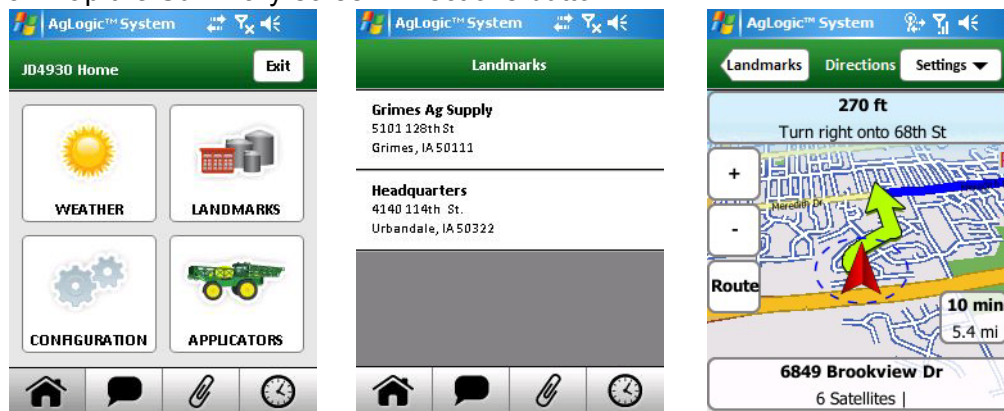 AgLogic™ System
JD4930 Home
Exit
WEATHER
LANDMARKS
CONFIGURATION
APPLICATORS
AgLogic™ System
Landmarks
Grimes Ag Supply
5101 128th St
Grimes, IA 50111
Headquarters
4140 114th St.
Urbandale, IA 50322
AgLogic™ System
Landmarks
Directions
Settings
270 ft
Turn right onto 68th St
+
Meredith Dr
-
Route
10 min
5.4 mi
6849 Brookview Dr
6 Satellites |